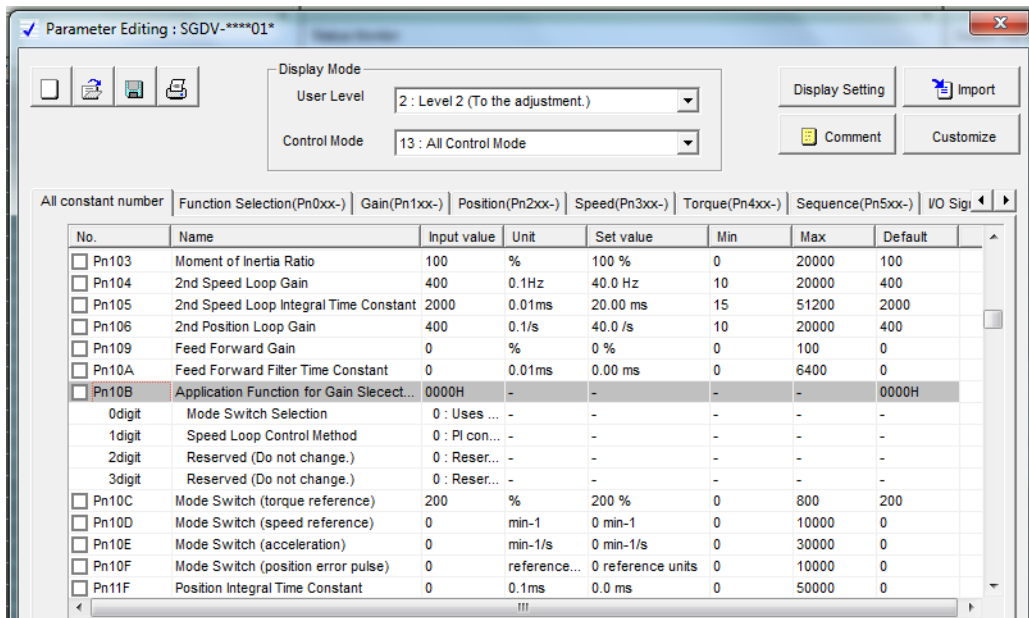 Parameter Editing : SGDV-****01*
Display Mode
User Level 2 : Level 2 (To the adjustment.)
Control Mode 13 : All Control Mode
Display Setting Import
Comment Customize
All constant number Function Selection(Pn0xx-) Gain(Pn1xx-) Position(Pn2xx-) Speed(Pn3xx-) Torque(Pn4xx-) Sequence(Pn5xx-) I/O Sig
No. Name Input value Unit Set value Min Max Default
Pn103 Moment of Inertia Ratio 100 % 100 % 0 20000 100
Pn104 2nd Speed Loop Gain 400 0.1Hz 40.0 Hz 10 20000 400
Pn105 2nd Speed Loop Integral Time Constant 2000 0.01ms 20.00 ms 15 51200 2000
Pn106 2nd Position Loop Gain 400 0.1/s 40.0 /s 10 20000 400
Pn109 Feed Forward Gain 0 % 0 % 0 100 0
Pn10A Feed Forward Filter Time Constant 0 0.01ms 0.00 ms 0 6400 0
Pn10B Application Function for Gain Slecect... 0000H - - - - 0000H
0digit Mode Switch Selection 0 : Uses ... - - - - -
1digit Speed Loop Control Method 0 : PI con... - - - - -
2digit Reserved (Do not change.) 0 : Reser... - - - - -
3digit Reserved (Do not change.) 0 : Reser... - - - - -
Pn10C Mode Switch (torque reference) 200 % 200 % 0 800 200
Pn10D Mode Switch (speed reference) 0 min-1 0 min-1 0 10000 0
Pn10E Mode Switch (acceleration) 0 min-1/s 0 min-1/s 0 30000 0
Pn10F Mode Switch (position error pulse) 0 reference... 0 reference units 0 10000 0
Pn11F Position Integral Time Constant 0 0.1ms 0.0 ms 0 50000 0